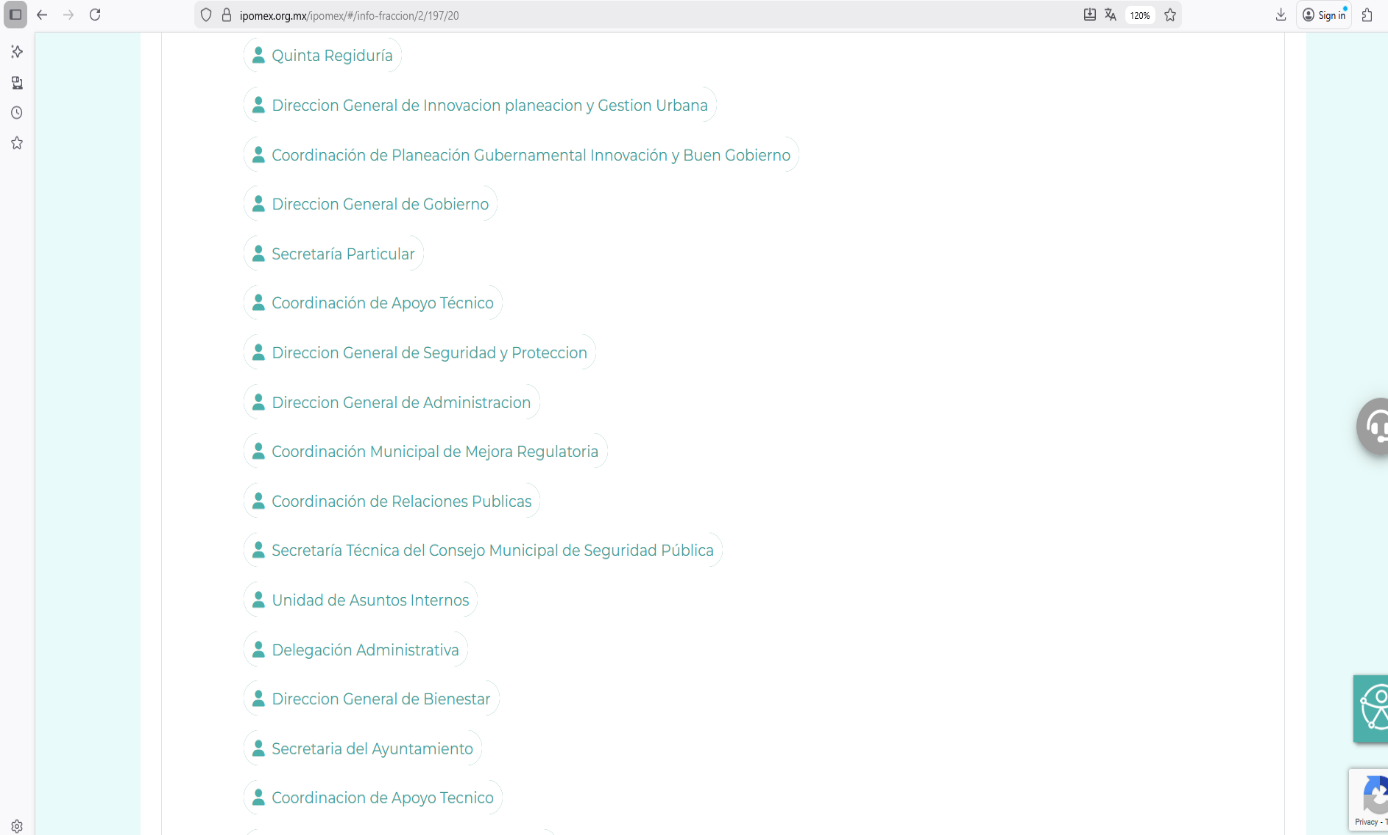 ipomex.org.mx/ipomex/#/info-fraccion/2/197/20
120%
Sign in
Quinta Regiduría
Direccion General de Innovacion planeacion y Gestion Urbana
Coordinación de Planeación Gubernamental Innovación y Buen Gobierno
Direccion General de Gobierno
Secretaría Particular
Coordinación de Apoyo Técnico
Direccion General de Seguridad y Proteccion
Direccion General de Administracion
Coordinación Municipal de Mejora Regulatoria
Coordinación de Relaciones Publicas
Secretaría Técnica del Consejo Municipal de Seguridad Pública
Unidad de Asuntos Internos
Delegación Administrativa
Direccion General de Bienestar
Secretaria del Ayuntamiento
Coordinacion de Apoyo Tecnico
Privacy - T